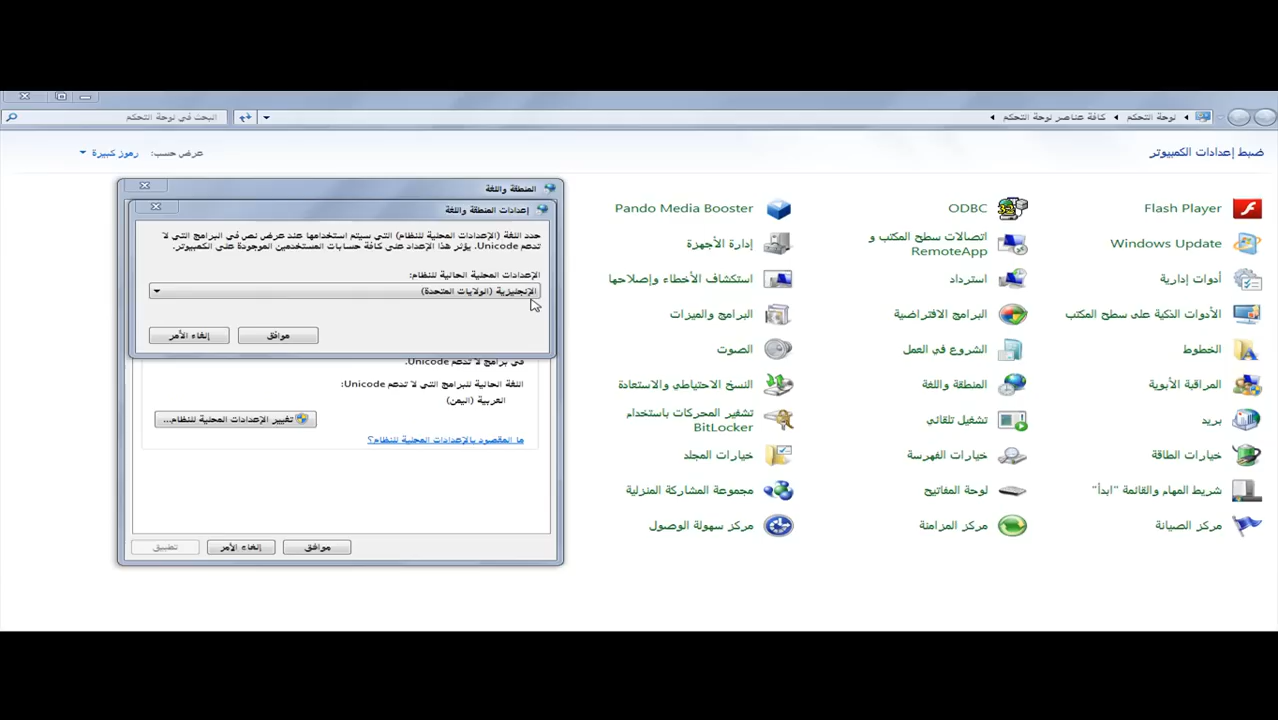 لوحة التحكم
كافة عناصر لوحة التحكم
البحث في لوحة التحكم
ضبط إعدادات الكمبيوتر
عرض حسب:
رموز كبيرة
Flash Player
ODBC
Pando Media Booster
Windows Update
اتصالات سطح المكتب و
RemoteApp
إدارة الأجهزة
أدوات إدارية
استرداد
استكشاف الأخطاء وإصلاحها
الأدوات الذكية على سطح المكتب
البرامج الافتراضية
البرامج والميزات
الخطوط
الشروع في العمل
الصوت
المراقبة الأبوية
المنطقة واللغة
النسخ الاحتياطي والاستعادة
بريد
تشغيل تلقائي
تشفير المحركات باستخدام
BitLocker
خيارات الطاقة
خيارات الفهرسة
خيارات المجلد
شريط المهام والقائمة "ابدأ"
لوحة المفاتيح
مجموعة المشاركة المنزلية
مركز الصيانة
مركز المزامنة
مركز سهولة الوصول
المنطقة واللغة
إعدادات المنطقة واللغة
حدد اللغة (الإعدادات المحلية للنظام) التي سيتم استخدامها عند عرض نص في البرامج التي لا
تدعم Unicode. يؤثر هذا الإعداد على كافة حسابات المستخدمين الموجودة على الكمبيوتر.
الإعدادات المحلية الحالية للنظام:
الإنجليزية (الولايات المتحدة)
موافق
إلغاء الأمر
في برامج لا تدعم Unicode.
اللغة الحالية للبرامج التي لا تدعم Unicode:
العربية (اليمن)
تغيير الإعدادات المحلية للنظام...
ما المقصود بالإعدادات المحلية للنظام؟
موافق
إلغاء الأمر
تطبيق